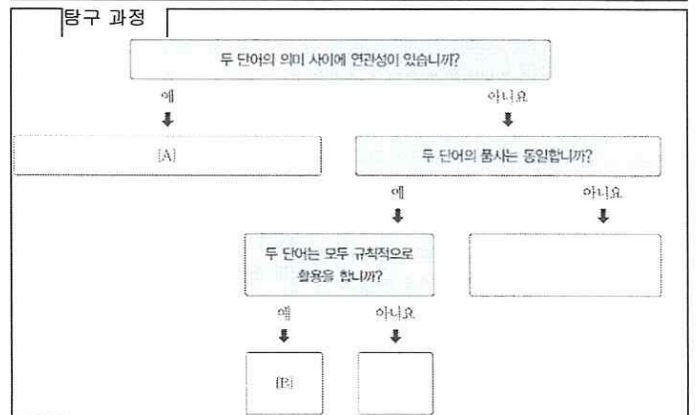 탐구 과정
두 단어의 의미 사이에 연관성이 있습니까?
예 아니요
[A] 두 단어의 품사는 동일합니까?
예 아니요
두 단어는 모두 규칙적으로
활용을 합니까?
예 아니요
[B]